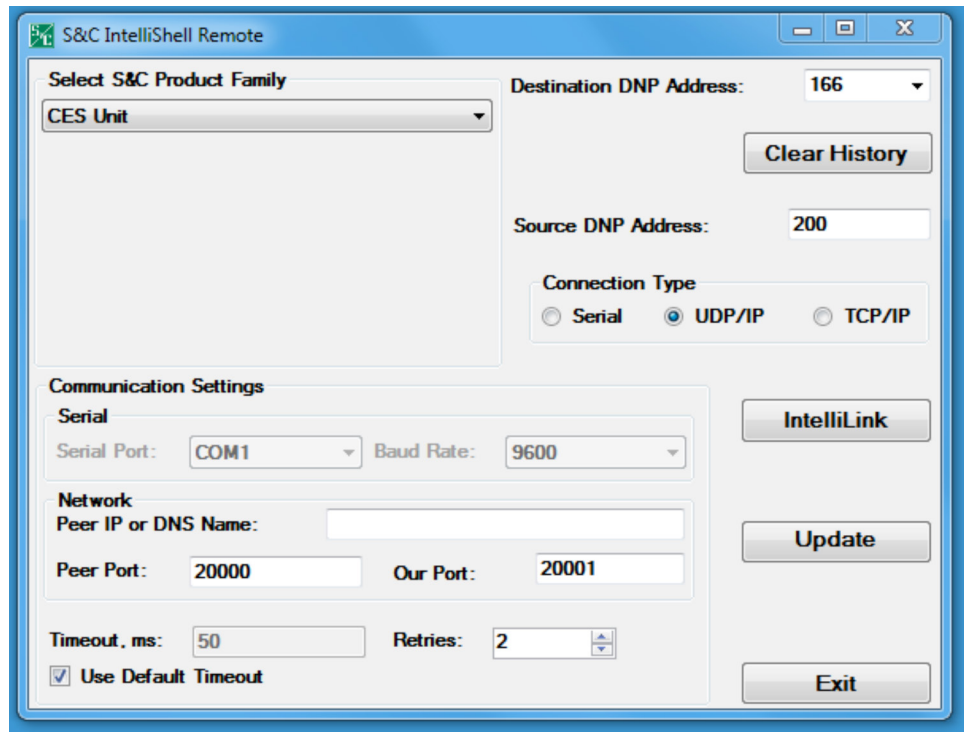 S&C IntelliShell Remote
Select S&C Product Family
CES Unit
Destination DNP Address: 166
Clear History
Source DNP Address: 200
Connection Type
Serial UDP/IP TCP/IP
Communication Settings
Serial
Serial Port: COM1 Baud Rate: 9600
Network
Peer IP or DNS Name:
Peer Port: 20000 Our Port: 20001
Timeout, ms: 50 Retries: 2
Use Default Timeout
IntelliLink
Update
Exit